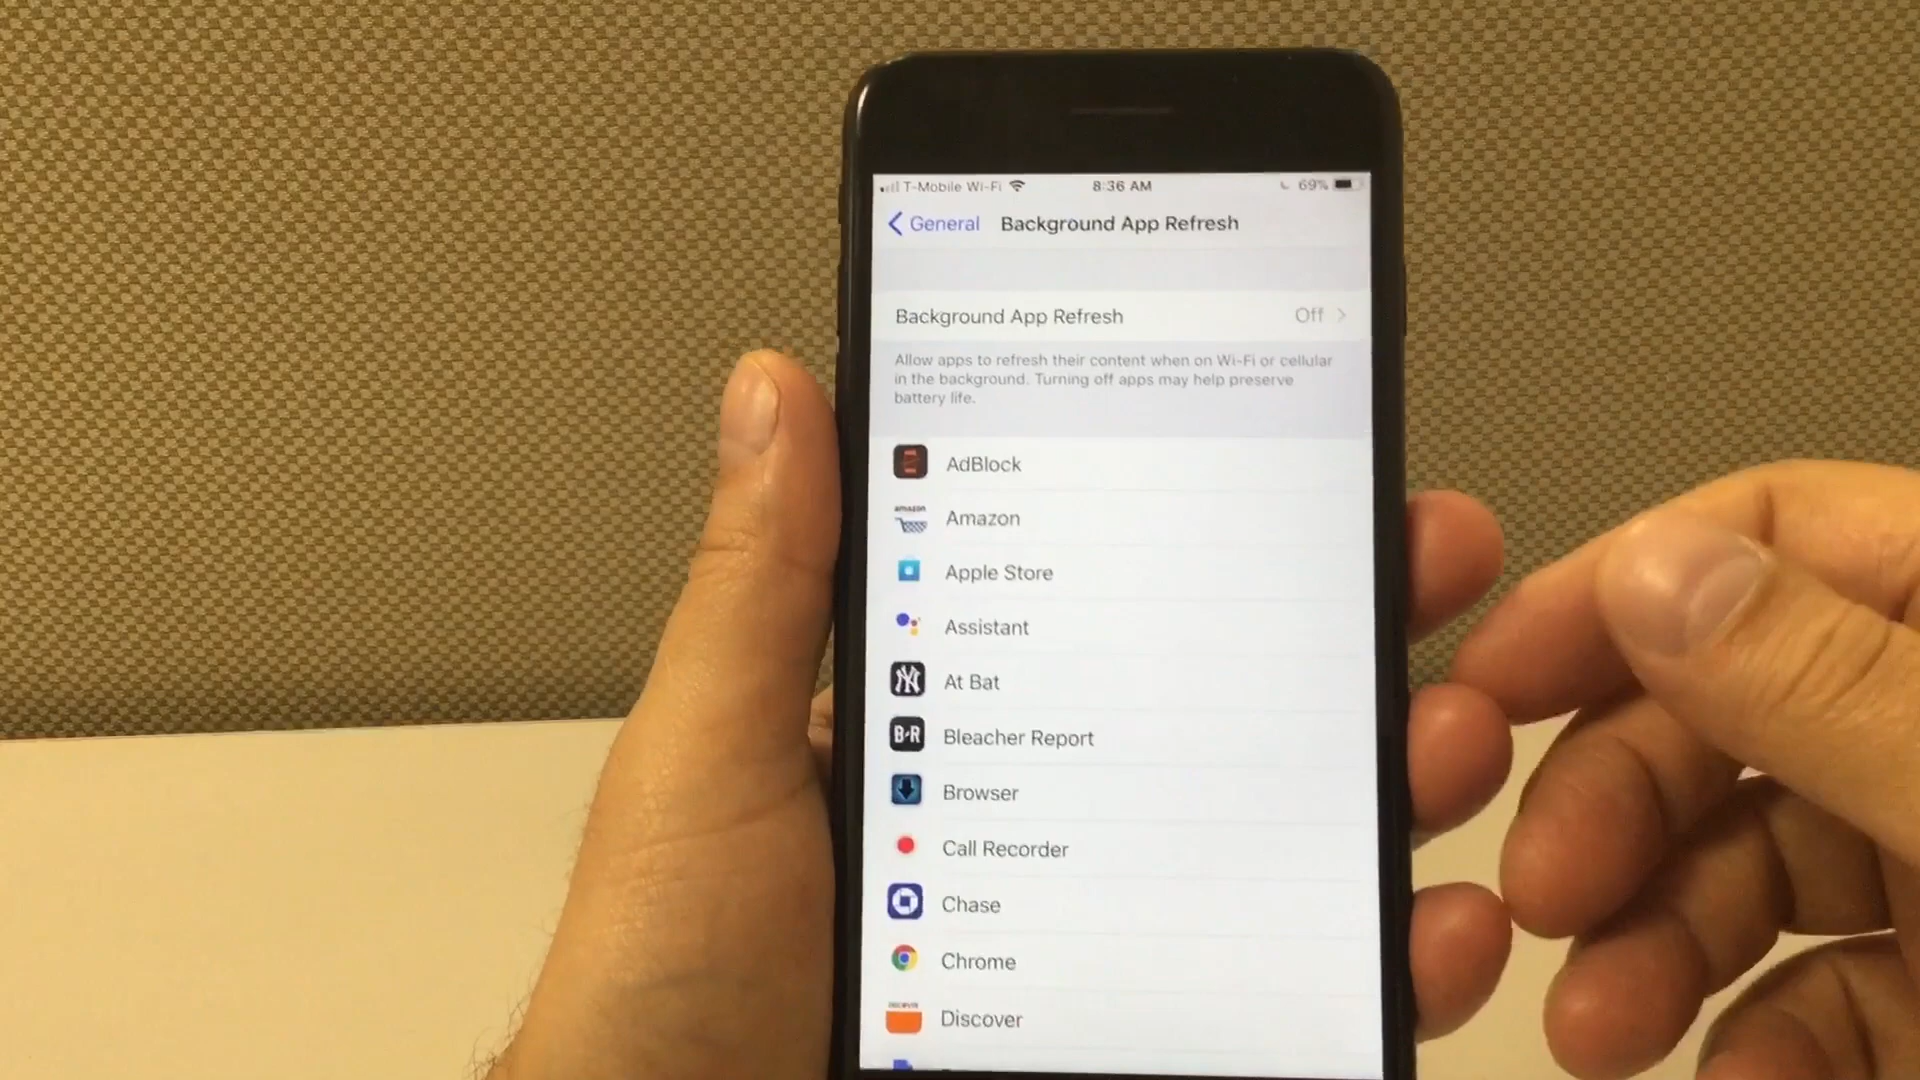 T-Mobile Wi-Fi 8:36 AM 69%
General Background App Refresh
Background App Refresh Off
Allow apps to refresh their content when on Wi-Fi or cellular
in the background. Turning off apps may help preserve
battery life.
AdBlock
amazon
Amazon
Apple Store
Assistant
At Bat
B-R Bleacher Report
Browser
Call Recorder
Chase
Chrome
DISCOVER
Discover